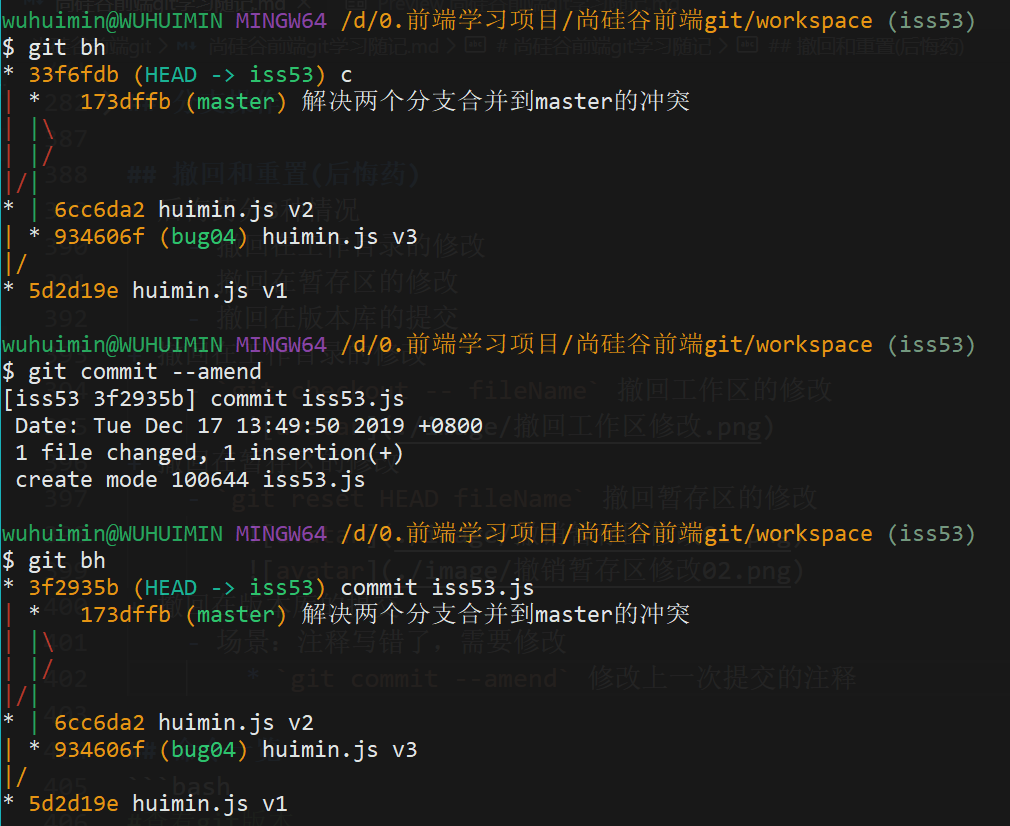 wuhuimin@WUHUIMIN MINGW64 /d/0.前端学习项目/尚硅谷前端git/workspace (iss53)
$ git bh
* 33f6fdb (HEAD -> iss53) c
| *   173dffb (master) 解决两个分支合并到master的冲突
| |\
| |/
|/|
* | 6cc6da2 huimin.js v2
| * 934606f (bug04) huimin.js v3
|/
* 5d2d19e huimin.js v1
wuhuimin@WUHUIMIN MINGW64 /d/0.前端学习项目/尚硅谷前端git/workspace (iss53)
$ git commit --amend
[iss53 3f2935b] commit iss53.js
 Date: Tue Dec 17 13:49:50 2019 +0800
 1 file changed, 1 insertion(+)
 create mode 100644 iss53.js
wuhuimin@WUHUIMIN MINGW64 /d/0.前端学习项目/尚硅谷前端git/workspace (iss53)
$ git bh
* 3f2935b (HEAD -> iss53) commit iss53.js
| *   173dffb (master) 解决两个分支合并到master的冲突
| |\
| |/
|/|
* | 6cc6da2 huimin.js v2
| * 934606f (bug04) huimin.js v3
|/
* 5d2d19e huimin.js v1